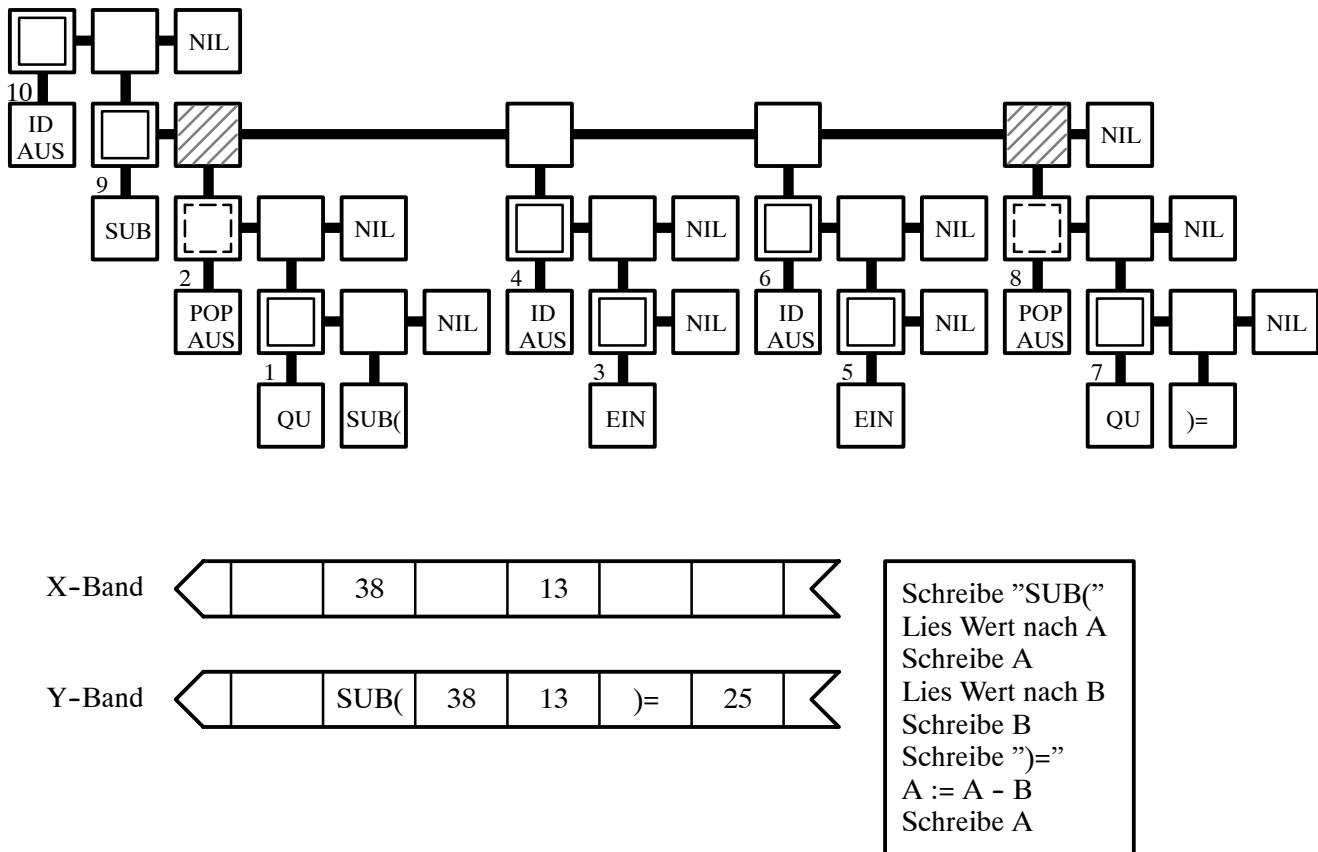 NIL
10
ID
AUS
NIL
9
SUB
NIL
NIL
NIL
NIL
2
4
6
8
POP
AUS
NIL
ID
AUS
NIL
ID
AUS
NIL
POP
AUS
NIL
1
3
5
7
QU
SUB(
EIN
EIN
QU
)=
X-Band
38
13
Y-Band
SUB(
38
13
)=
25
Schreibe ”SUB(”
Lies Wert nach A
Schreibe A
Lies Wert nach B
Schreibe B
Schreibe ”)=”
A := A - B
Schreibe A